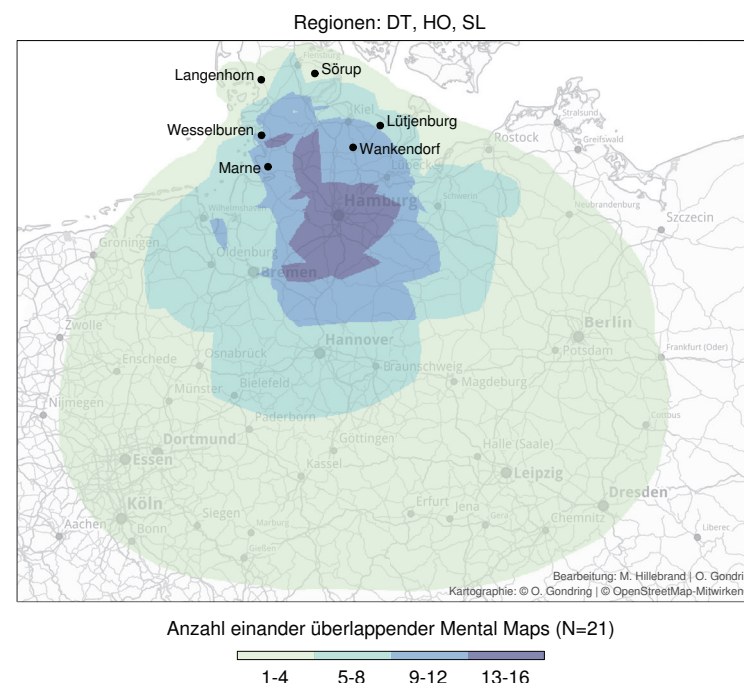 Regionen: DT, HO, SL
Flensburg
Sörup
Langenhorn
Stralsund
Kiel
Lütjenburg
Wesselburen
Rostock
Greifswald
Wankendorf
Marne
Lübeck
Wilhelmshaven
Schwerin
Hamburg
Neubrandenburg
Szczecin
Groningen
Oldenburg
Bremen
Zwolle
Berlin
Hannover
Frankfurt (Oder)
Enschede
Osnabrück
Potsdam
Braunschweig
Bielefeld
Magdeburg
Münster
Nijmegen
Paderborn
Cottbus
Dortmund
Göttingen
Halle (Saale)
Essen
Kassel
Leipzig
Dresden
Köln
Erfurt
Jena
Siegen
Gera
Aachen
Bonn
Marburg
Chemnitz
Liberec
Gießen
Bearbeitung: M. Hillebrand | O. Gondri
Kartographie: © O. Gondring | © OpenStreetMap-Mitwirken
Anzahl einander überlappender Mental Maps (N=21)
1-4 5-8 9-12 13-16